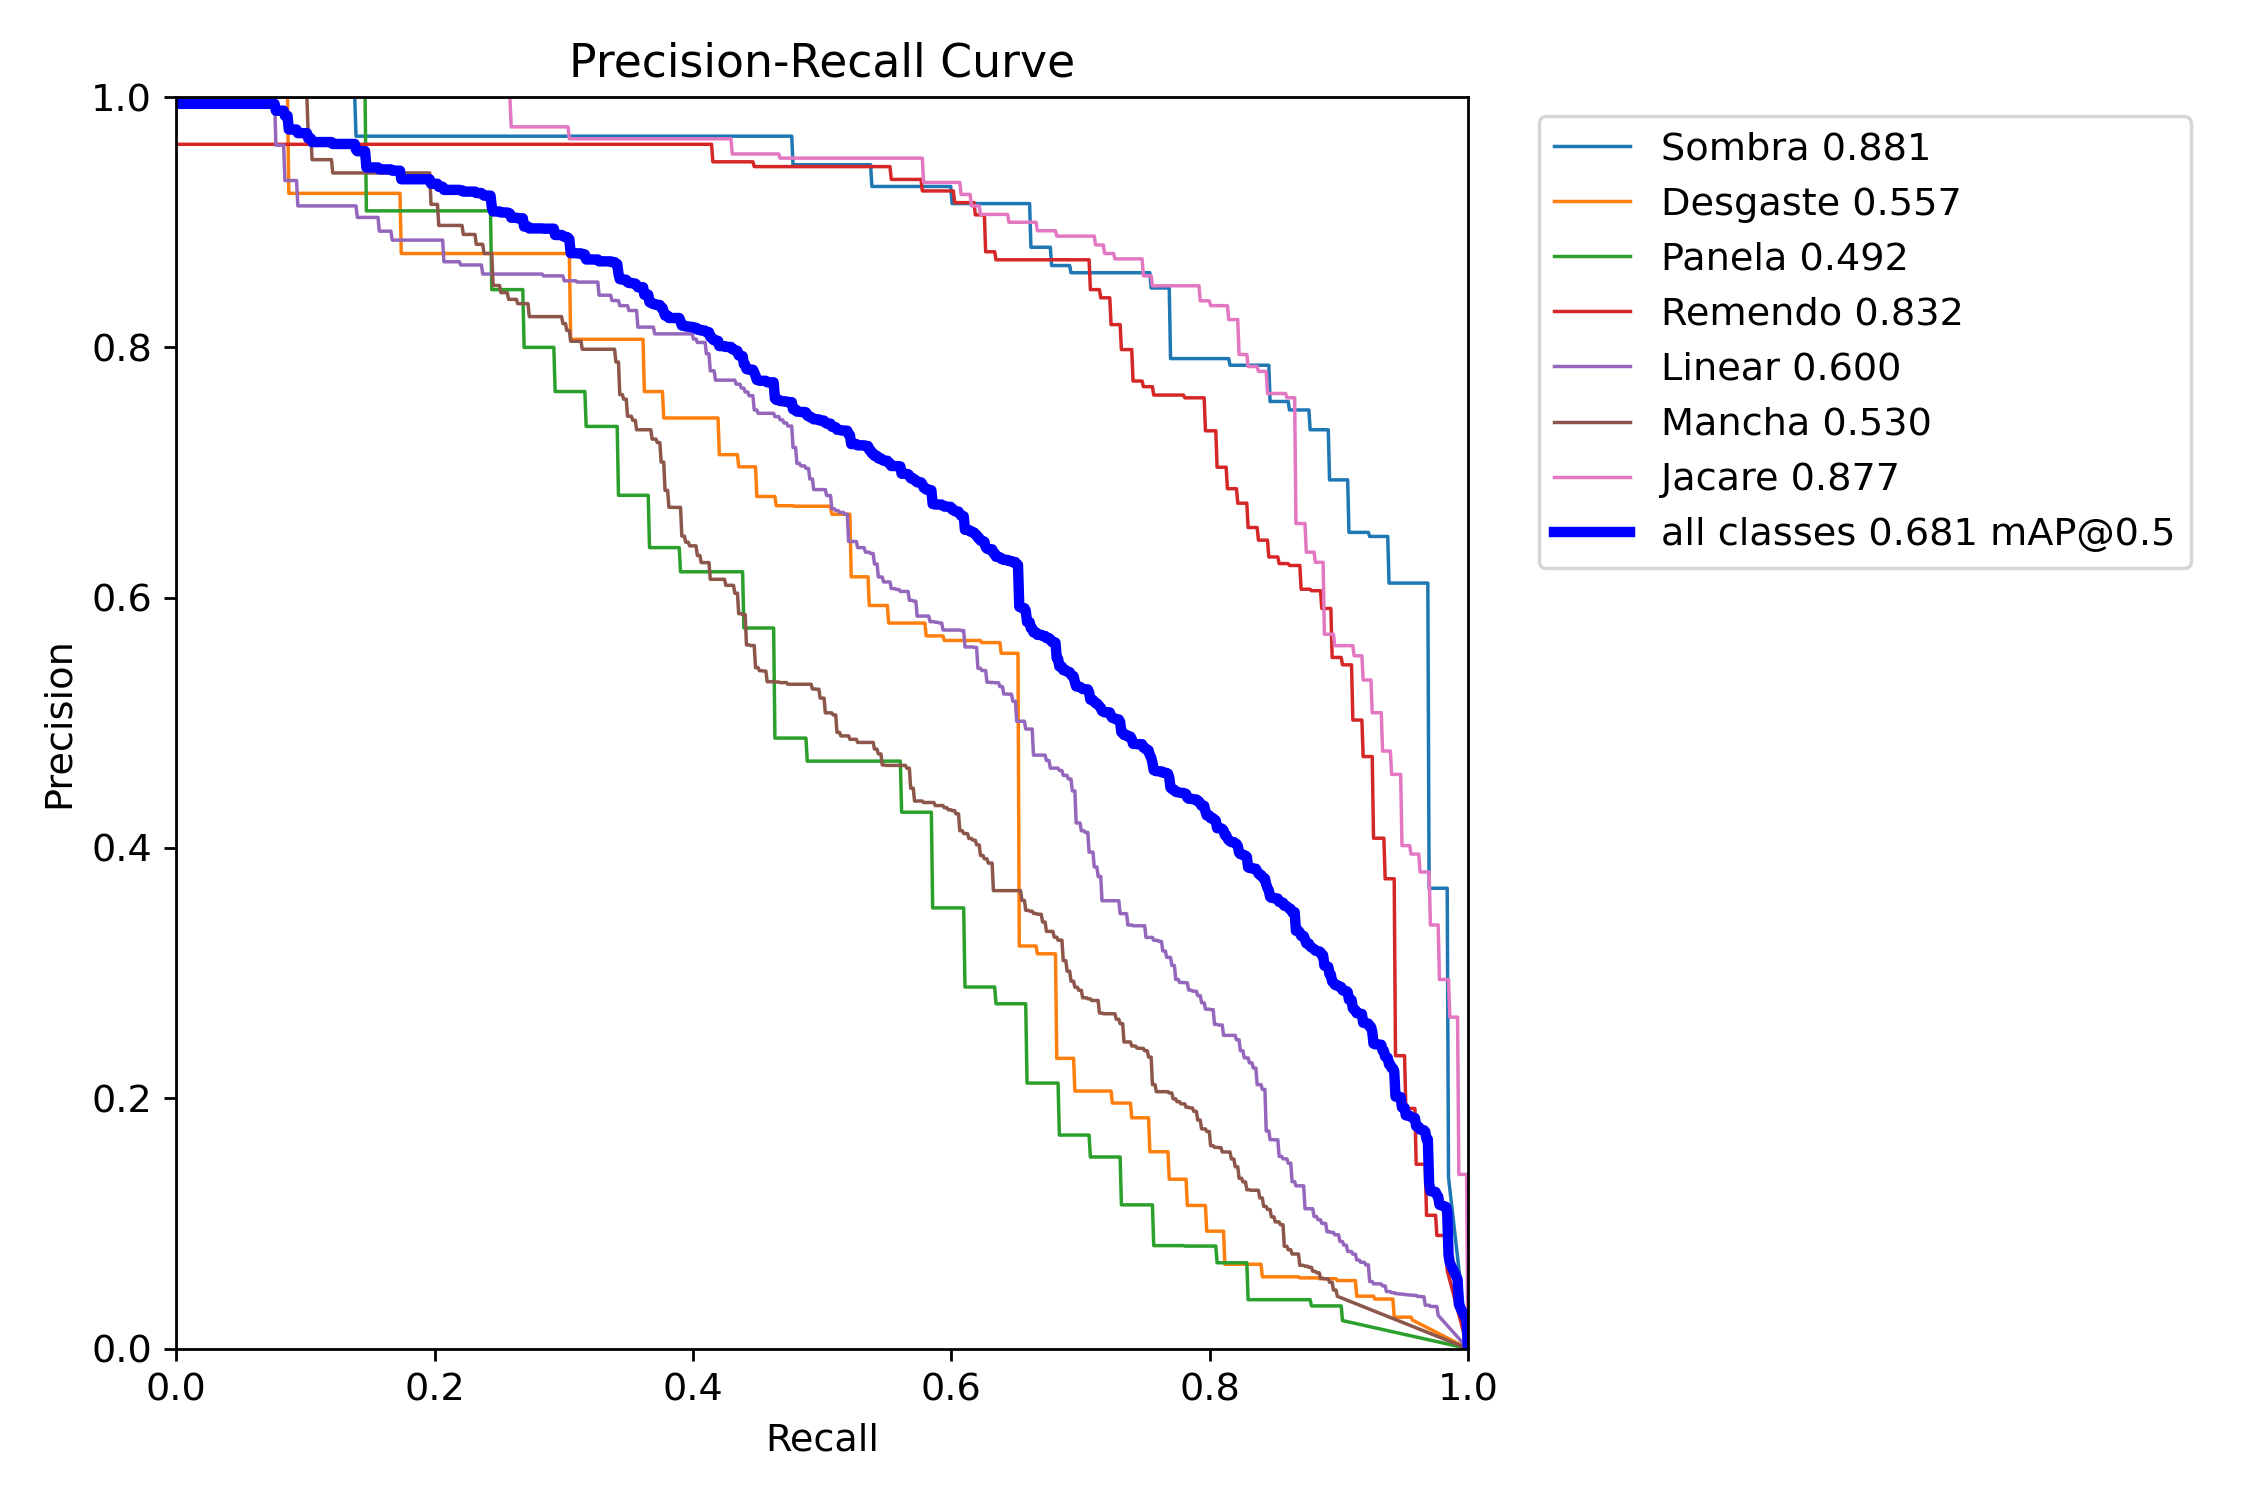 Precision-Recall Curve
1.0
0.8
0.6
0.4
0.2
0.0
Precision
0.0 0.2 0.4 0.6 0.8 1.0
Recall
Sombra 0.881
Desgaste 0.557
Panela 0.492
Remendo 0.832
Linear 0.600
Mancha 0.530
Jacare 0.877
all classes 0.681 mAP@0.5